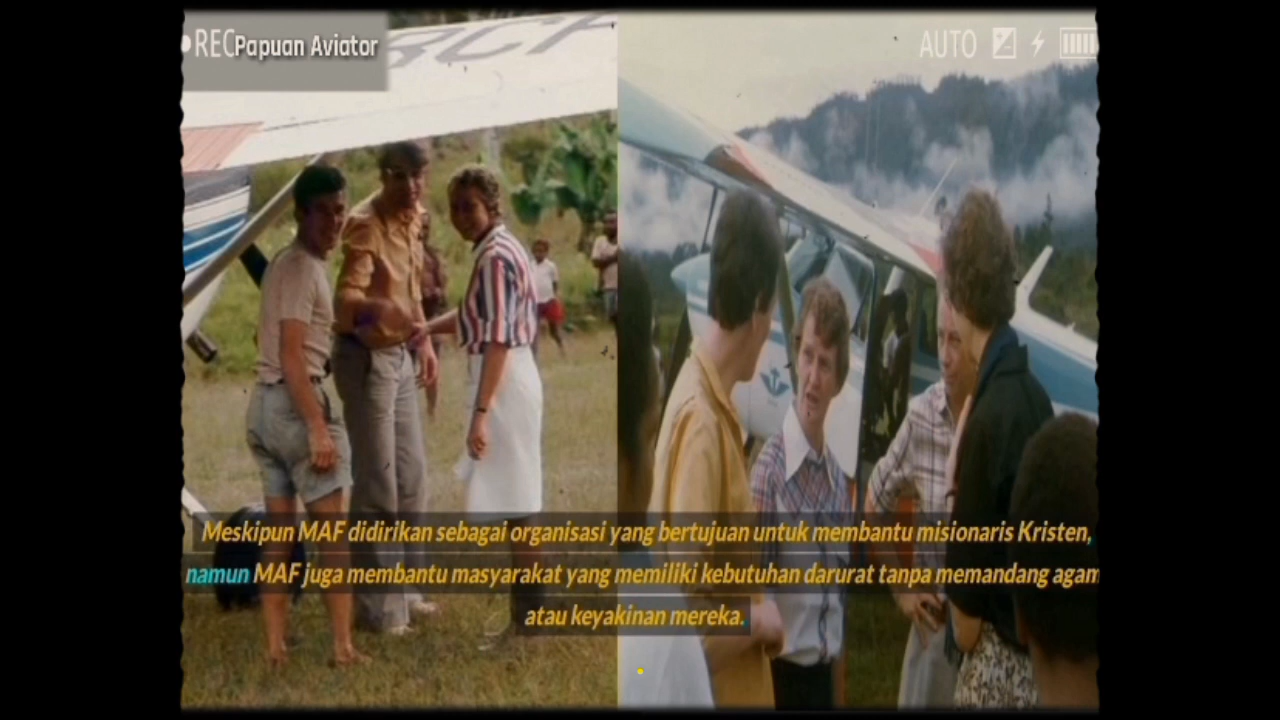 REC
Papuan Aviator
BCF
AUTO
Meskipun MAF didirikan sebagai organisasi yang bertujuan untuk membantu misionaris Kristen,
namun MAF juga membantu masyarakat yang memiliki kebutuhan darurat tanpa memandang agam
atau keyakinan mereka.